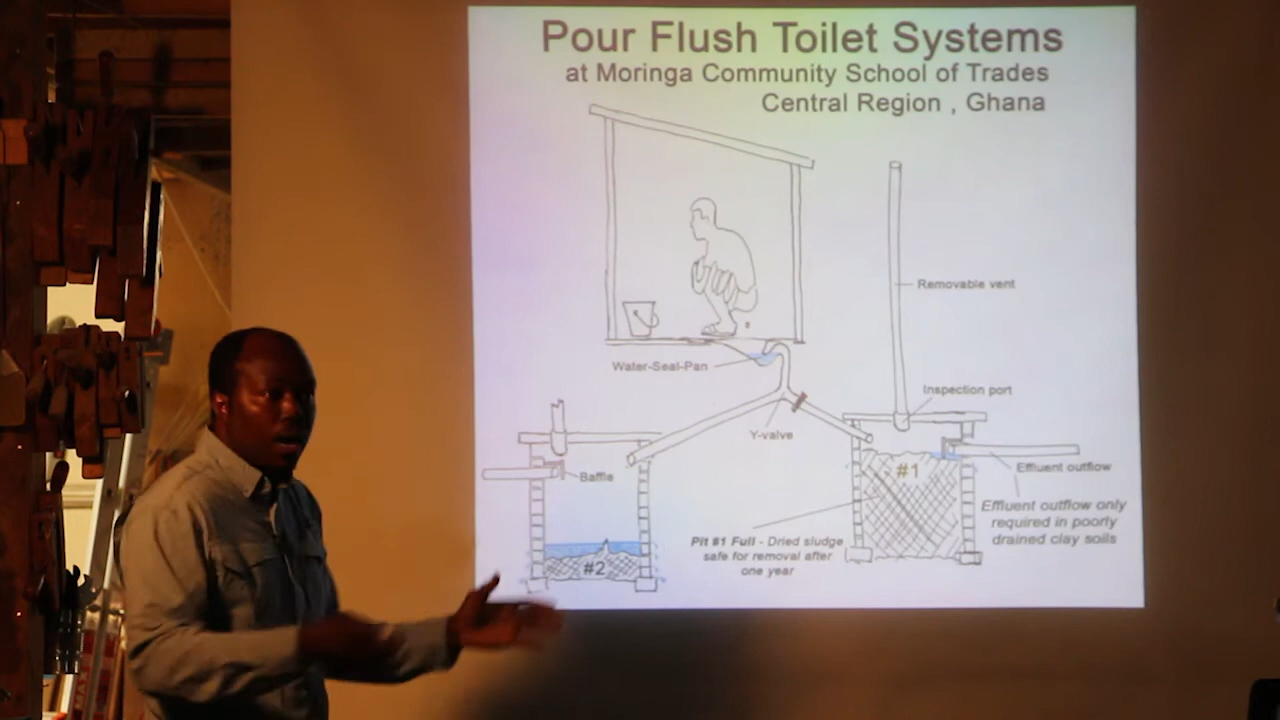 Pour Flush Toilet Systems
at Moringa Community School of Trades
Central Region , Ghana
Removable vent
Water-Seal-Pan
Inspection port
Y-valve
Baffle
#1
Effluent outflow
Effluent outflow only
required in poorly
drained clay soils
Pit #1 Full - Dried sludge
safe for removal after
one year
#2